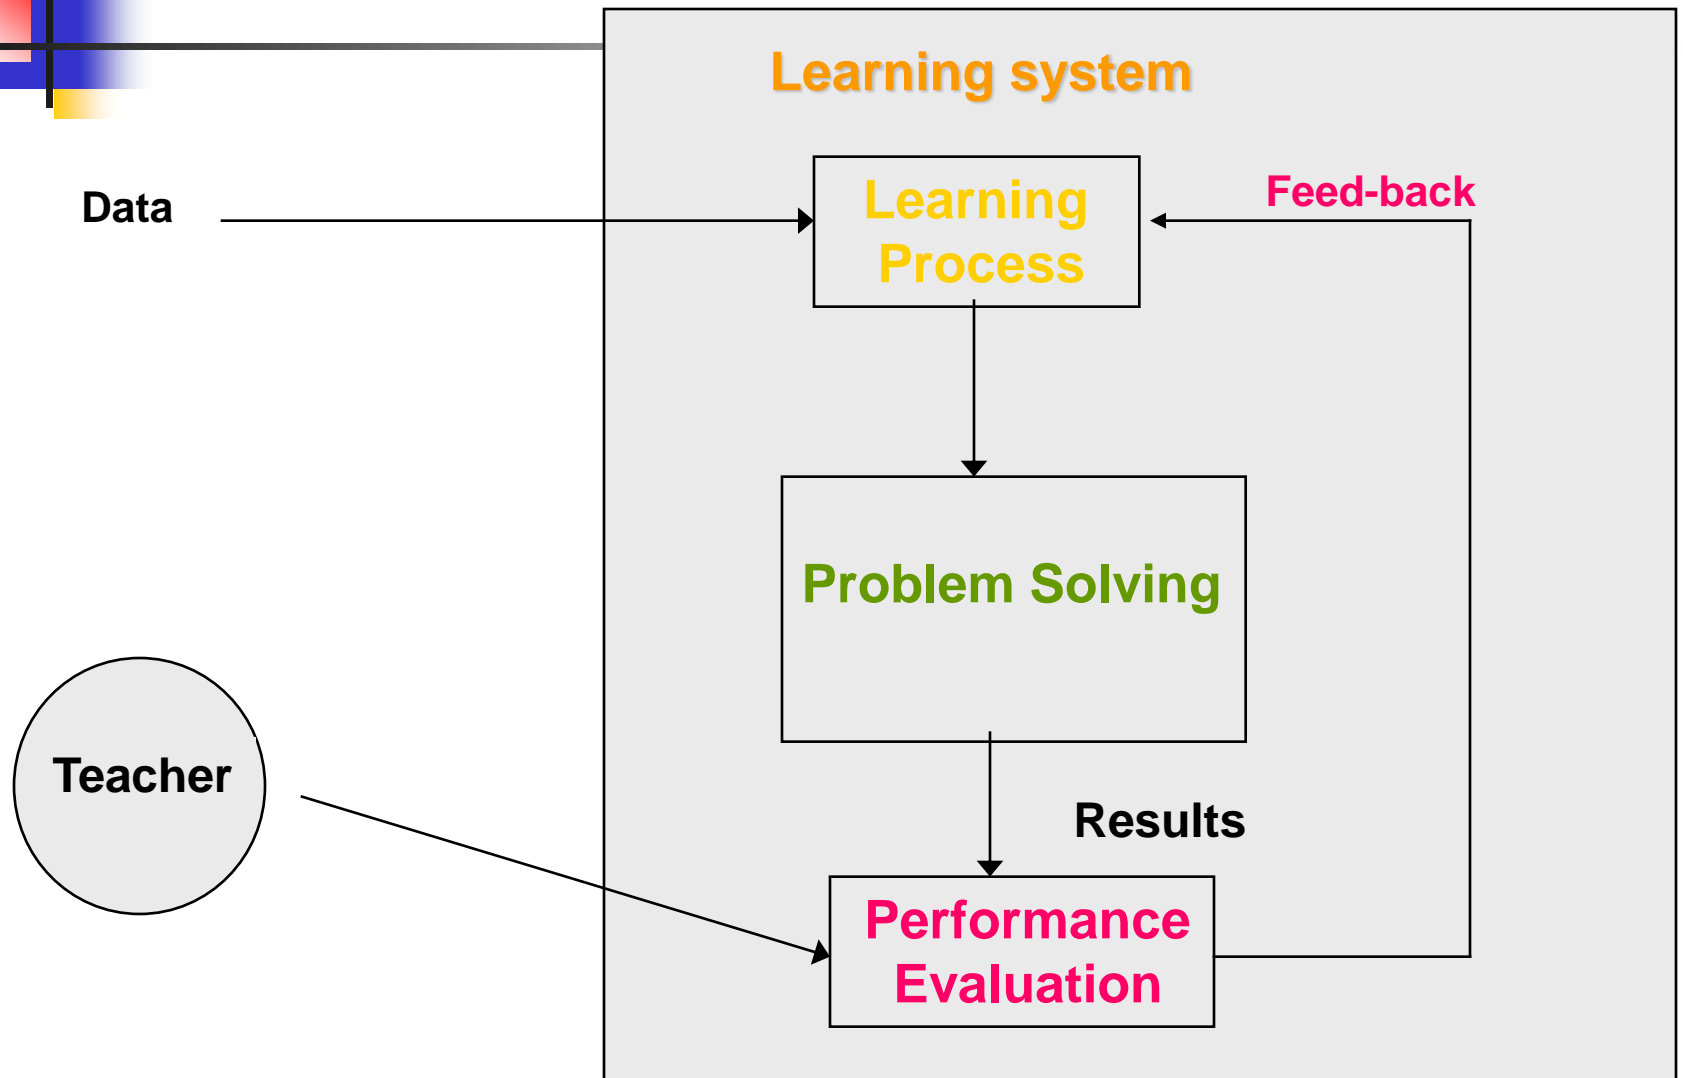 Learning system
Data
Learning
Process
Feed-back
Problem Solving
Teacher
Results
Performance
Evaluation